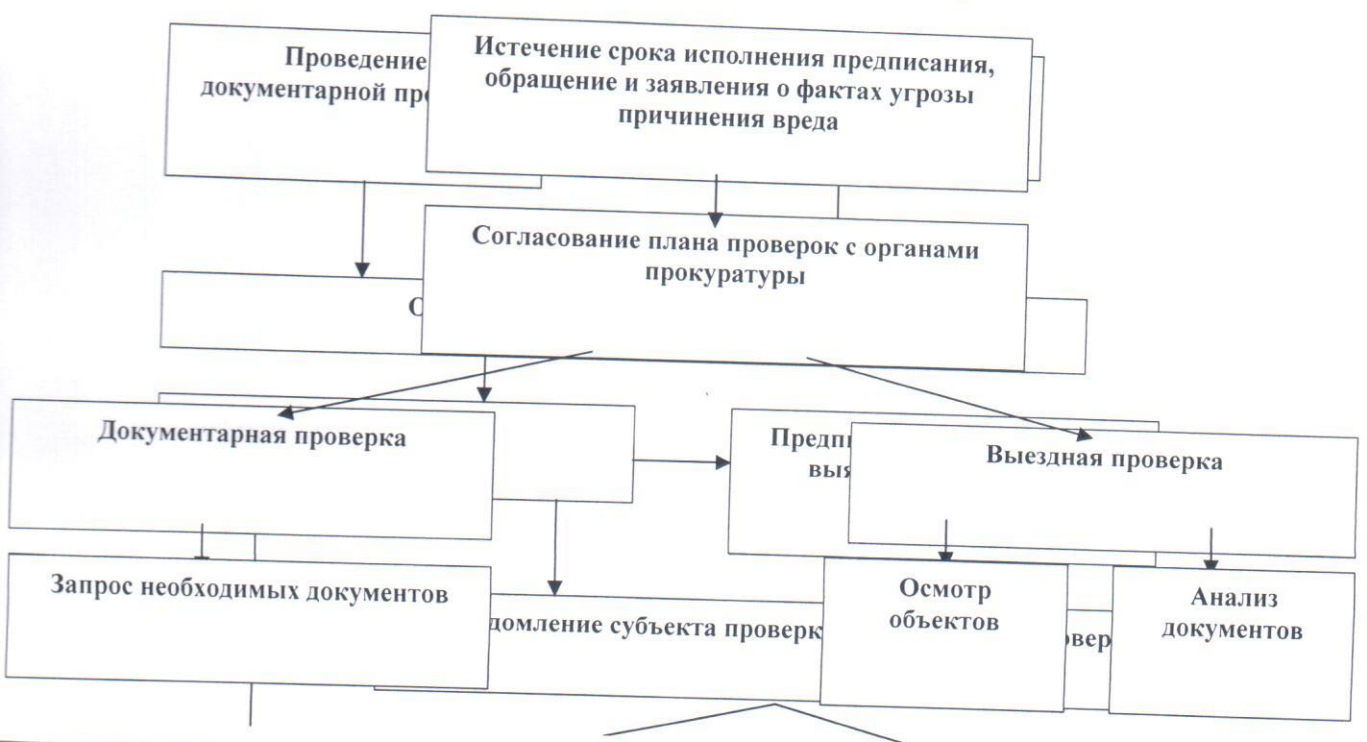 Проведение
документарной
Истечение срока исполнения предписания,
обращение и заявления о фактах угрозы
причинения вреда
Согласование плана проверок с органами
прокуратуры
Документарная проверка
Выездная проверка
Запрос необходимых документов
субъекта
Осмотр
объектов
Анализ
документов